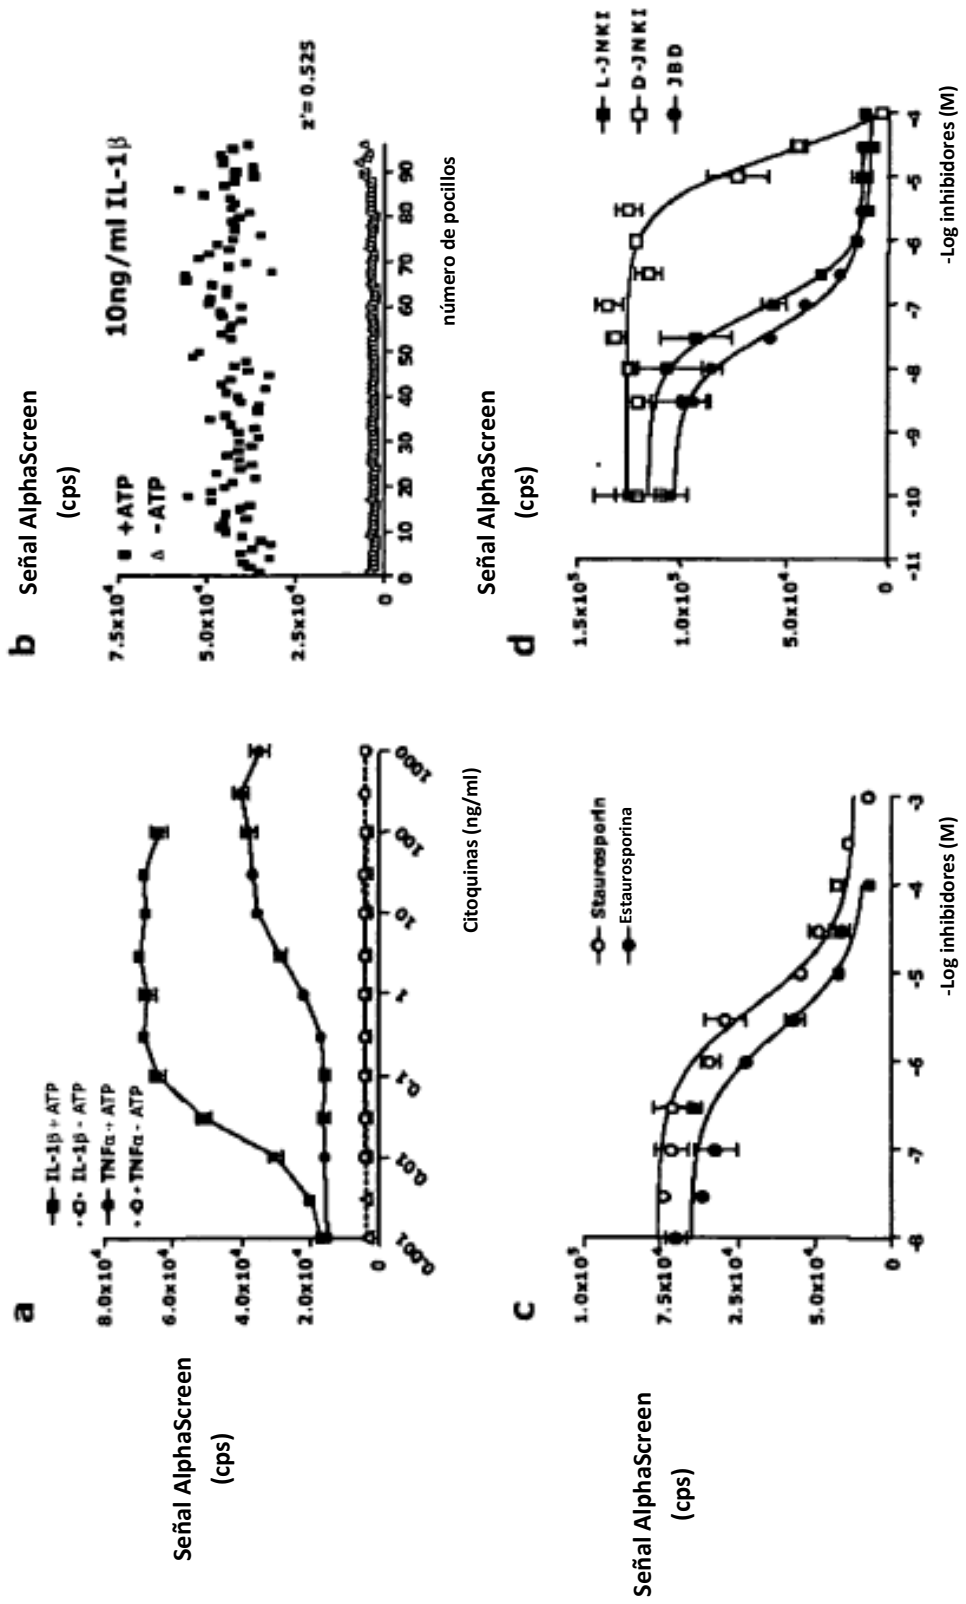 a
Señal AlphaScreen
(cps)
IL-1β + ATP
IL-1β - ATP
TNFα + ATP
TNFα - ATP
8.0x10⁴
6.0x10⁴
4.0x10⁴
2.0x10⁴
0
0.001
0.01
0.1
1
10
100
1000
Citoquinas (ng/ml)
b
Señal AlphaScreen
(cps)
+ATP
-ATP
10ng/ml IL-1β
z'= 0.525
7.5x10⁴
5.0x10⁴
2.5x10⁴
0
0 10 20 30 40 50 60 70 80 90
número de pocillos
c
Señal AlphaScreen
(cps)
Staurosporin
Estaurosporina
1.0x10⁵
7.5x10⁴
2.5x10⁴
5.0x10⁴
0
-8 -7 -6 -5 -4 -3
-Log inhibidores (M)
d
Señal AlphaScreen
(cps)
L-JNKI
D-JNKI
JBD
1.5x10⁵
1.0x10⁵
5.0x10⁴
0
-11 -10 -9 -8 -7 -6 -5 -4
-Log inhibidores (M)